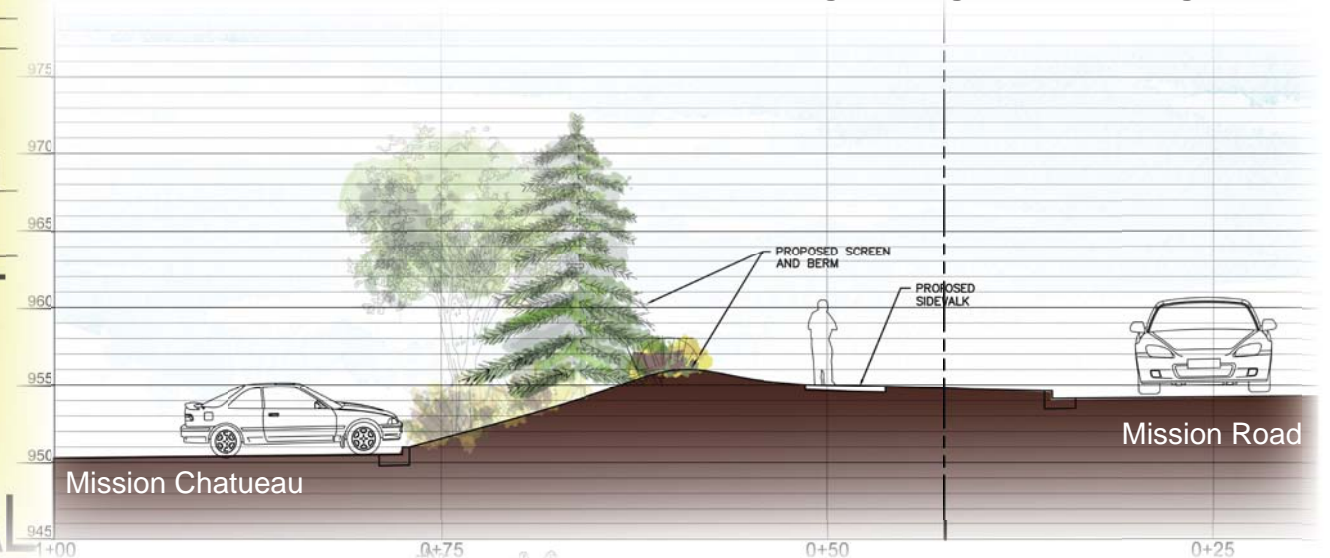 975
970
965
960
955
950
945
PROPOSED SCREEN
AND BERM
PROPOSED
SIDEWALK
Mission Chatueau
Mission Road
1+00
0+75
0+50
0+25